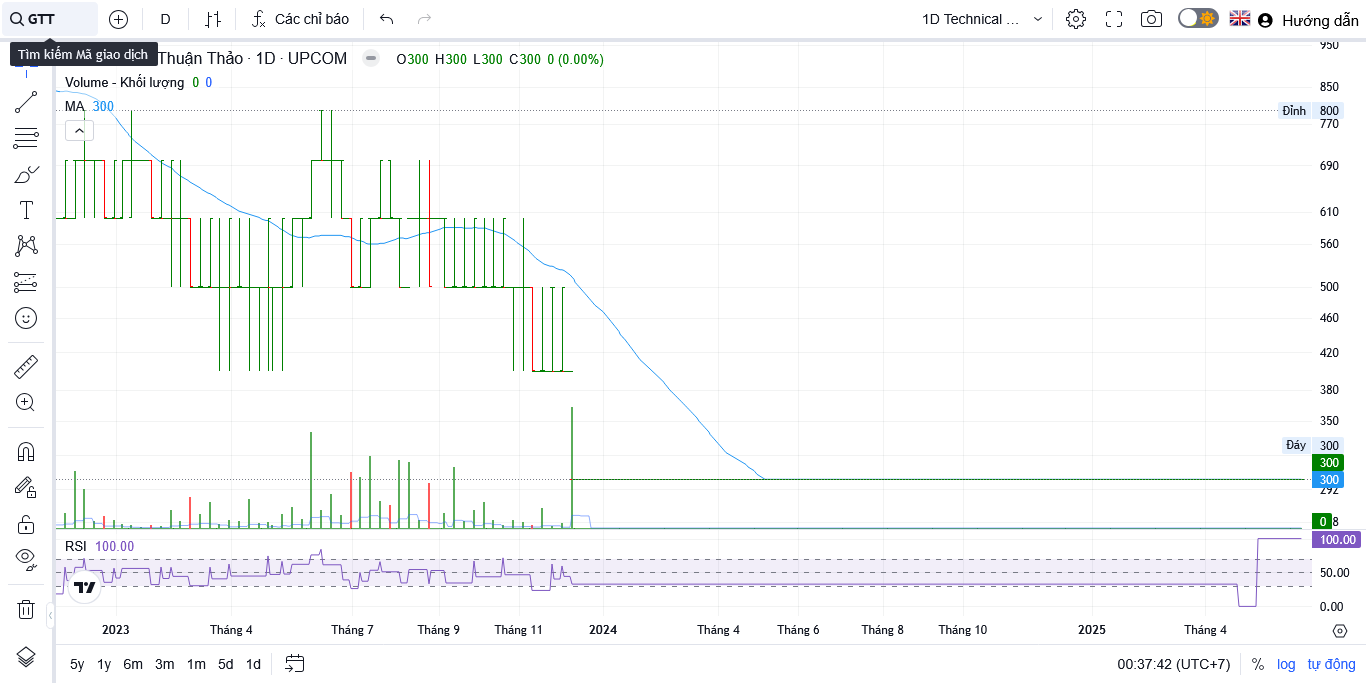 GTT
D
Các chỉ báo
1D Technical ...
Hướng dẫn
Tìm kiếm Mã giao dịch
Thuận Thảo · 1D · UPCOM
O300 H300 L300 C300 0 (0.00%)
Volume - Khối lượng 0 0
MA 300
950
850
Đỉnh 800
770
690
610
560
500
460
420
380
350
Đáy 300
300
300
292
0
8
RSI 100.00
100.00
50.00
0.00
2023 Tháng 4 Tháng 7 Tháng 9 Tháng 11 2024 Tháng 4 Tháng 6 Tháng 8 Tháng 10 2025 Tháng 4
5y 1y 6m 3m 1m 5d 1d
00:37:42 (UTC+7) % log tự động